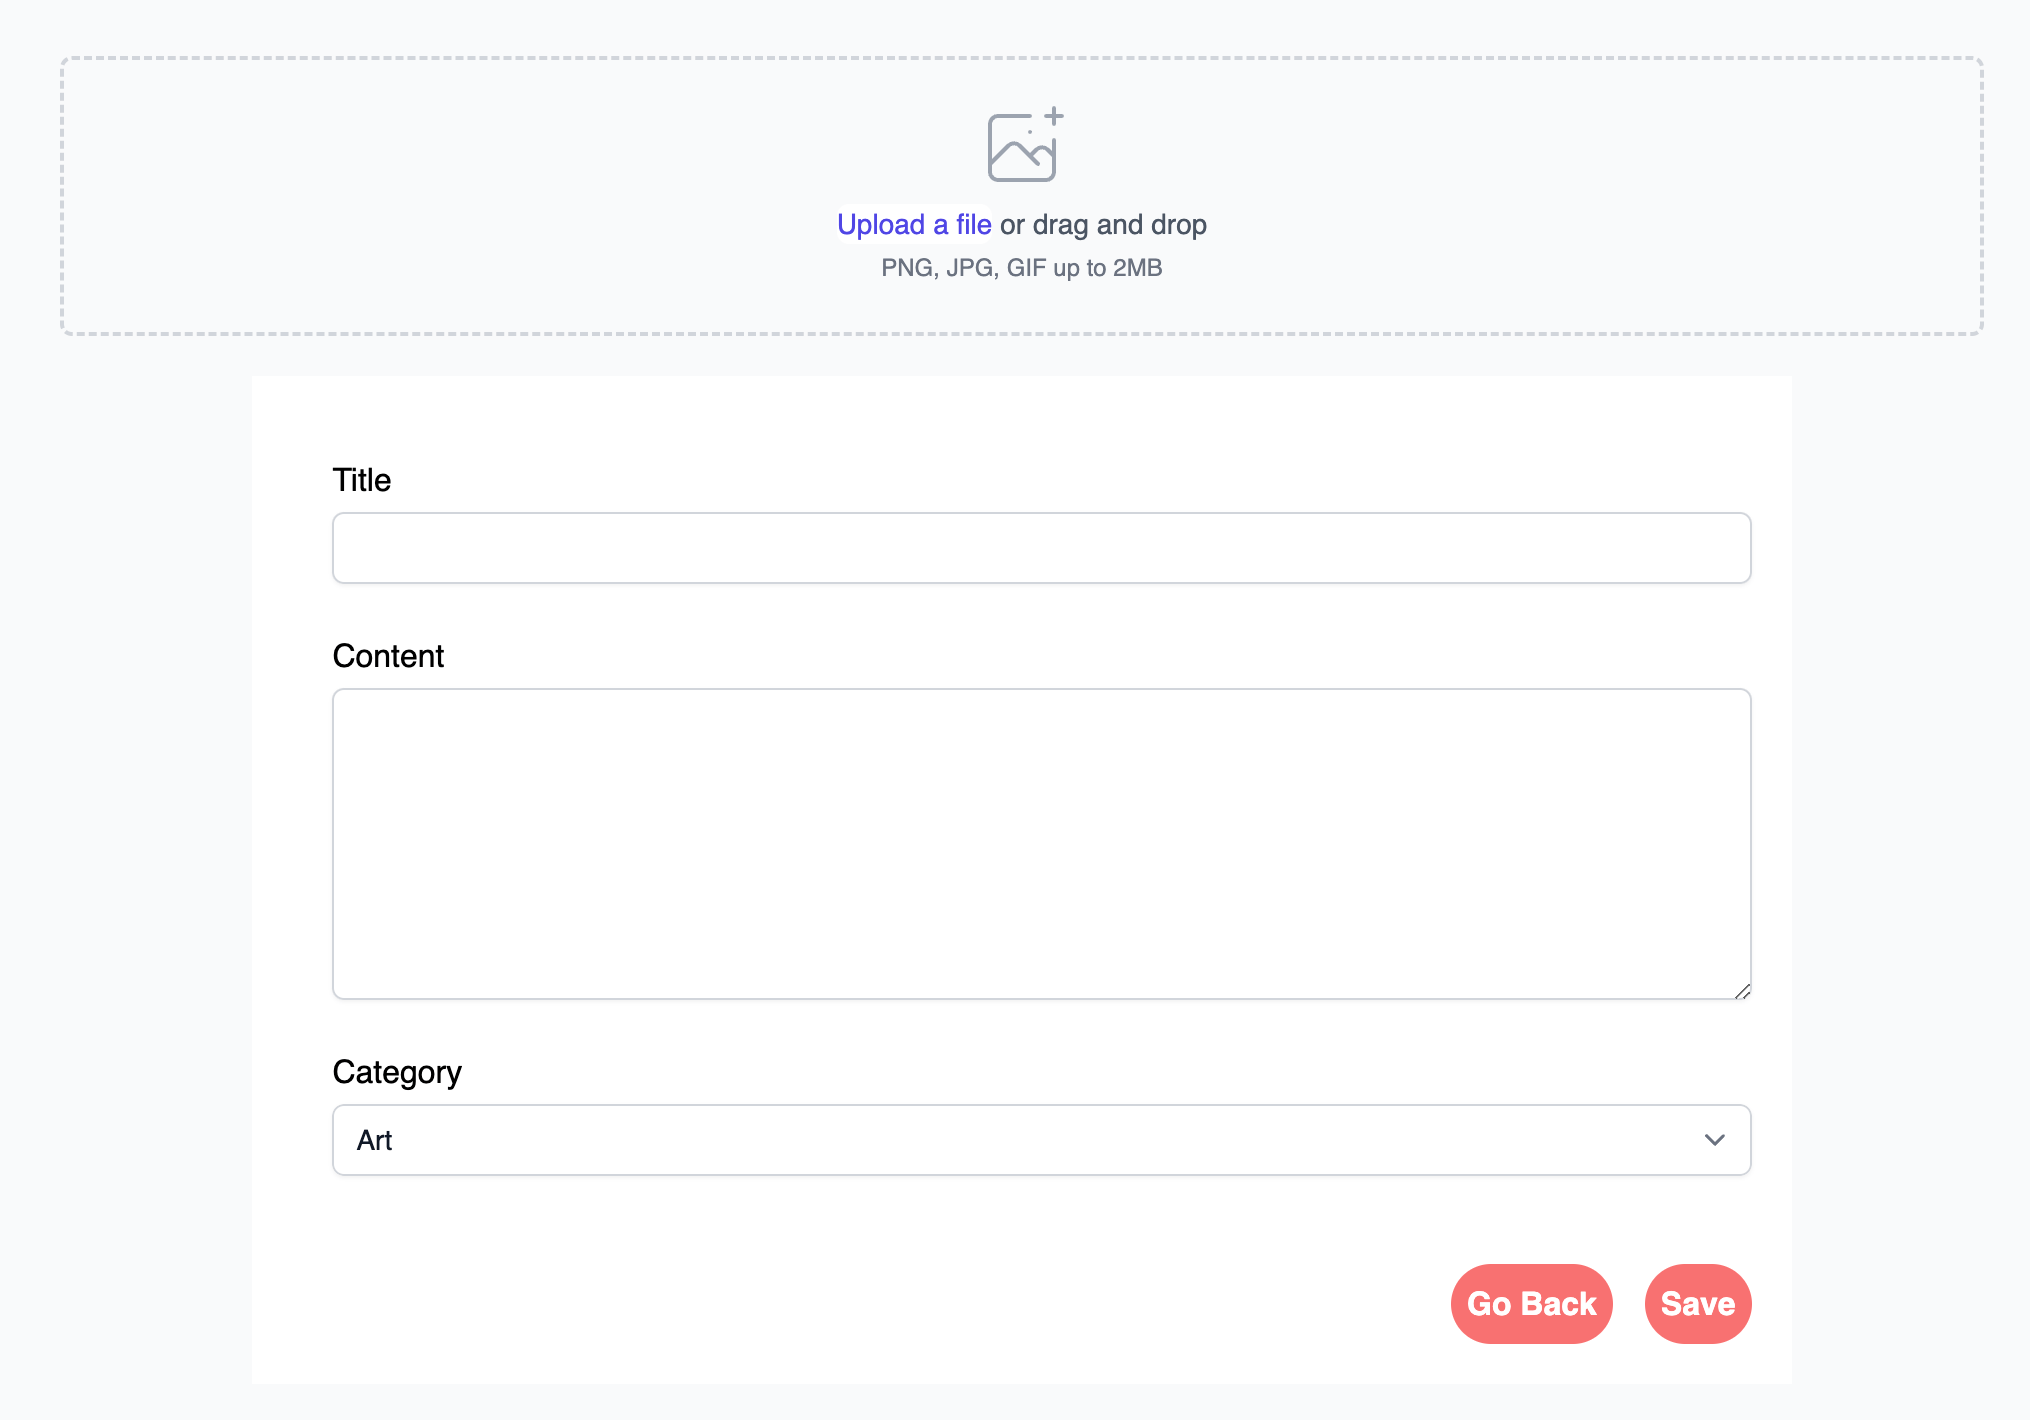 Upload a file or drag and drop
PNG, JPG, GIF up to 2MB
Title
Content
Category
Art
Go Back Save